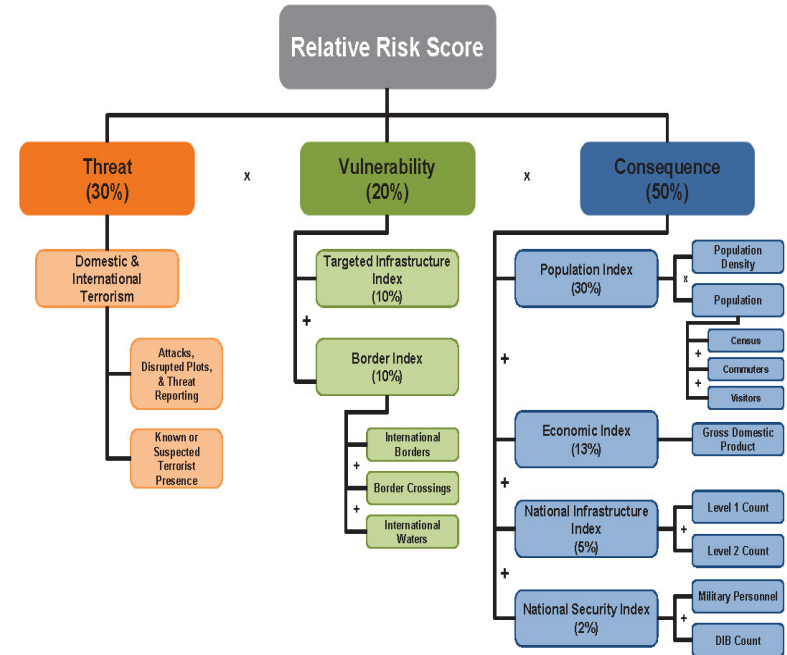 Relative Risk Score
Threat
(30%)
x
Vulnerability
(20%)
x
Consequence
(50%)
Domestic &
International
Terrorism
Attacks,
Disrupted Plots,
& Threat
Reporting
Known or
Suspected
Terrorist
Presence
Targeted Infrastructure
Index
(10%)
+
Border Index
(10%)
International
Borders
+
Border Crossings
+
International
Waters
Population Index
(30%)
Population
Density
x
Population
Census
+
Commuters
+
Visitors
+
Economic Index
(13%)
Gross Domestic
Product
+
National Infrastructure
Index
(5%)
Level 1 Count
+
Level 2 Count
+
National Security Index
(2%)
Military Personnel
+
DIB Count